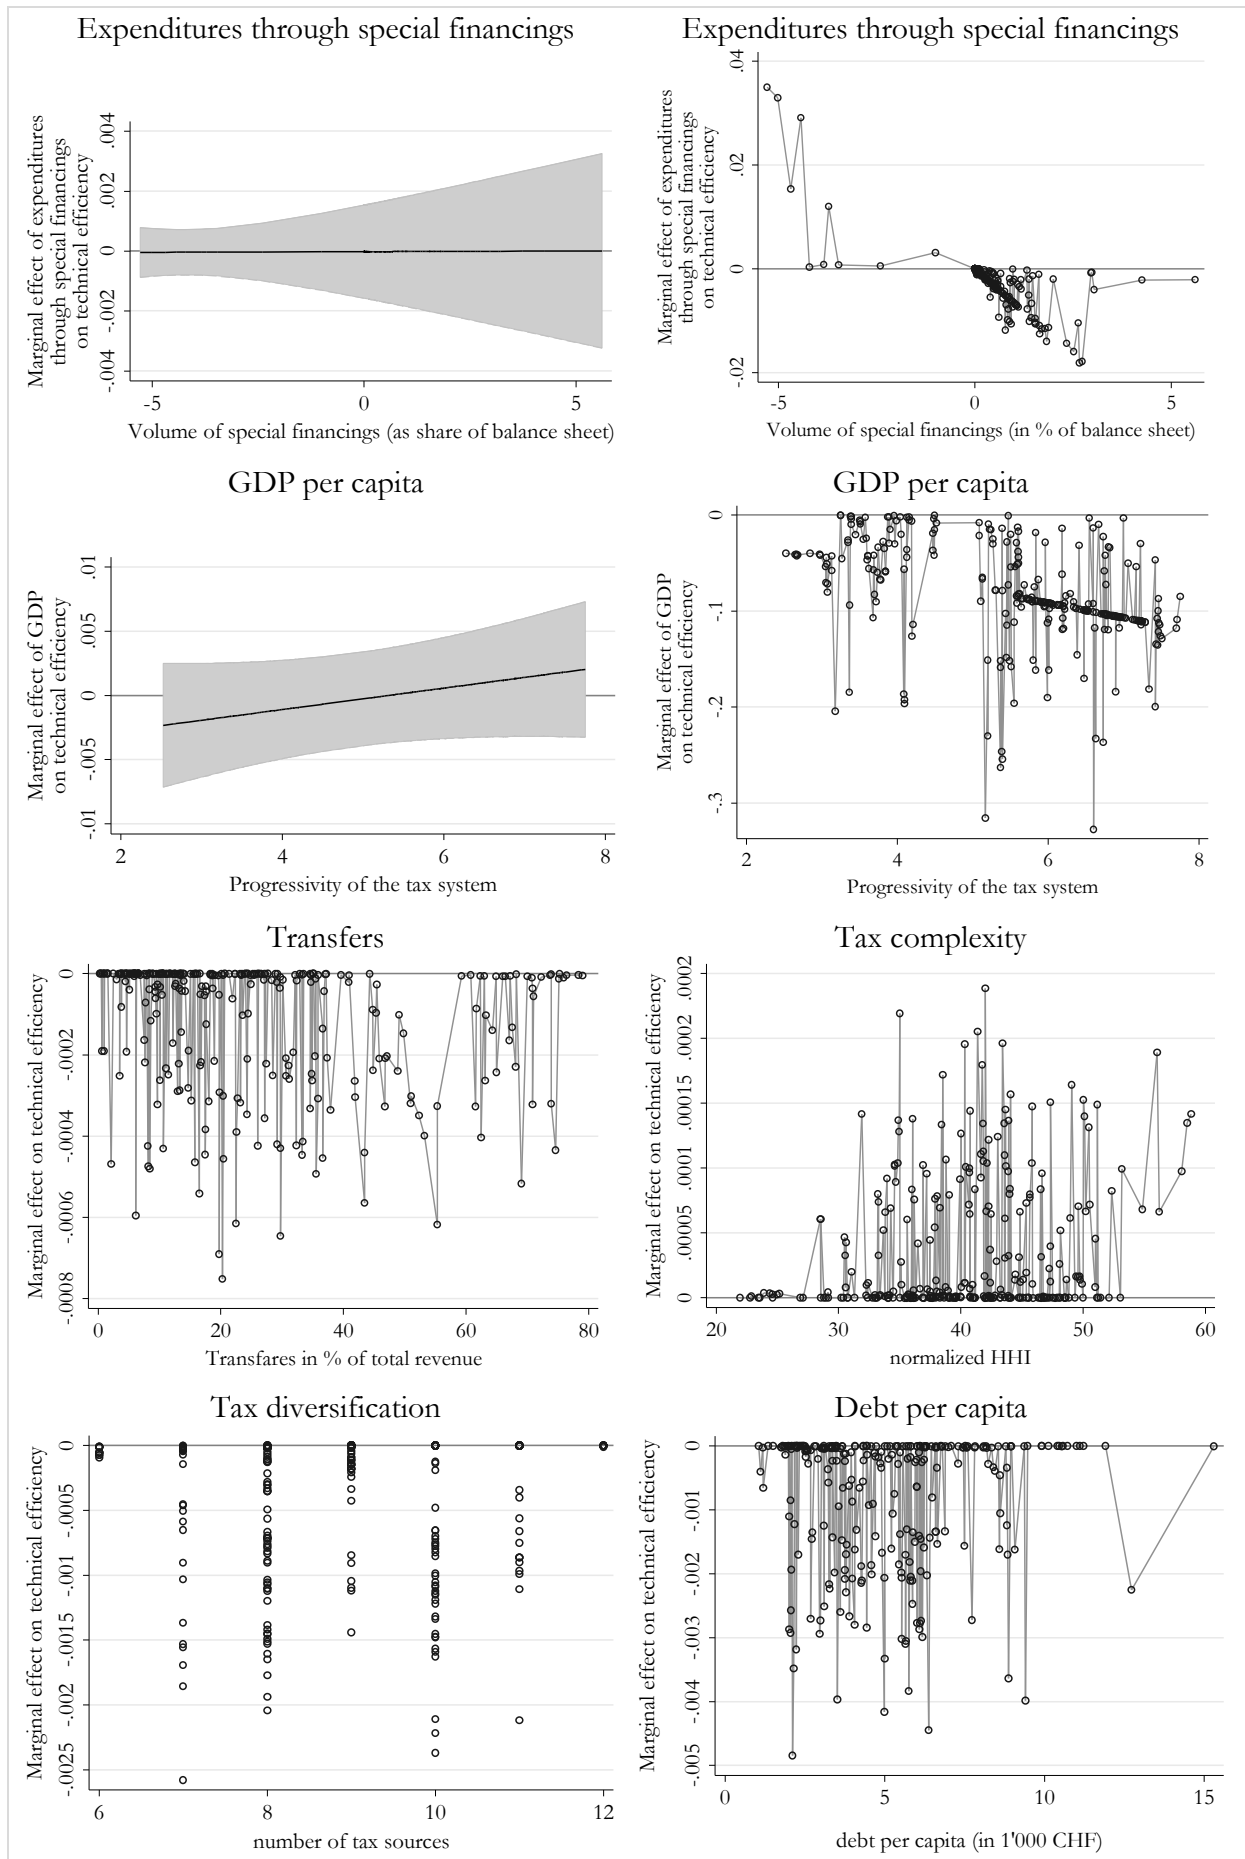 Expenditures through special financings
Marginal effect of expenditures
through special financings
on technical efficiency
.004
.002
0
-.002
-.004
-5
0
5
Volume of special financings (as share of balance sheet)
Expenditures through special financings
Marginal effect of expenditures
through special financings
on technical efficiency
.04
.02
0
-.02
-5
0
5
Volume of special financings (in % of balance sheet)
GDP per capita
Marginal effect of GDP
on technical efficiency
.01
.005
0
-.005
-.01
2
4
6
8
Progressivity of the tax system
GDP per capita
Marginal effect of GDP
on technical efficiency
0
-.1
-.2
-.3
2
4
6
8
Progressivity of the tax system
Transfers
Marginal effect on technical efficiency
0
-.0002
-.0004
-.0006
-.0008
0
20
40
60
80
Transfares in % of total revenue
Tax complexity
Marginal effect on technical efficiency
.0002
.0002
.00015
.0001
.00005
0
20
30
40
50
60
normalized HHI
Tax diversification
Marginal effect on technical efficiency
0
-.0005
-.001
-.0015
-.002
-.0025
6
8
10
12
number of tax sources
Debt per capita
Marginal effect on technical efficiency
0
-.001
-.002
-.003
-.004
-.005
0
5
10
15
debt per capita (in 1'000 CHF)